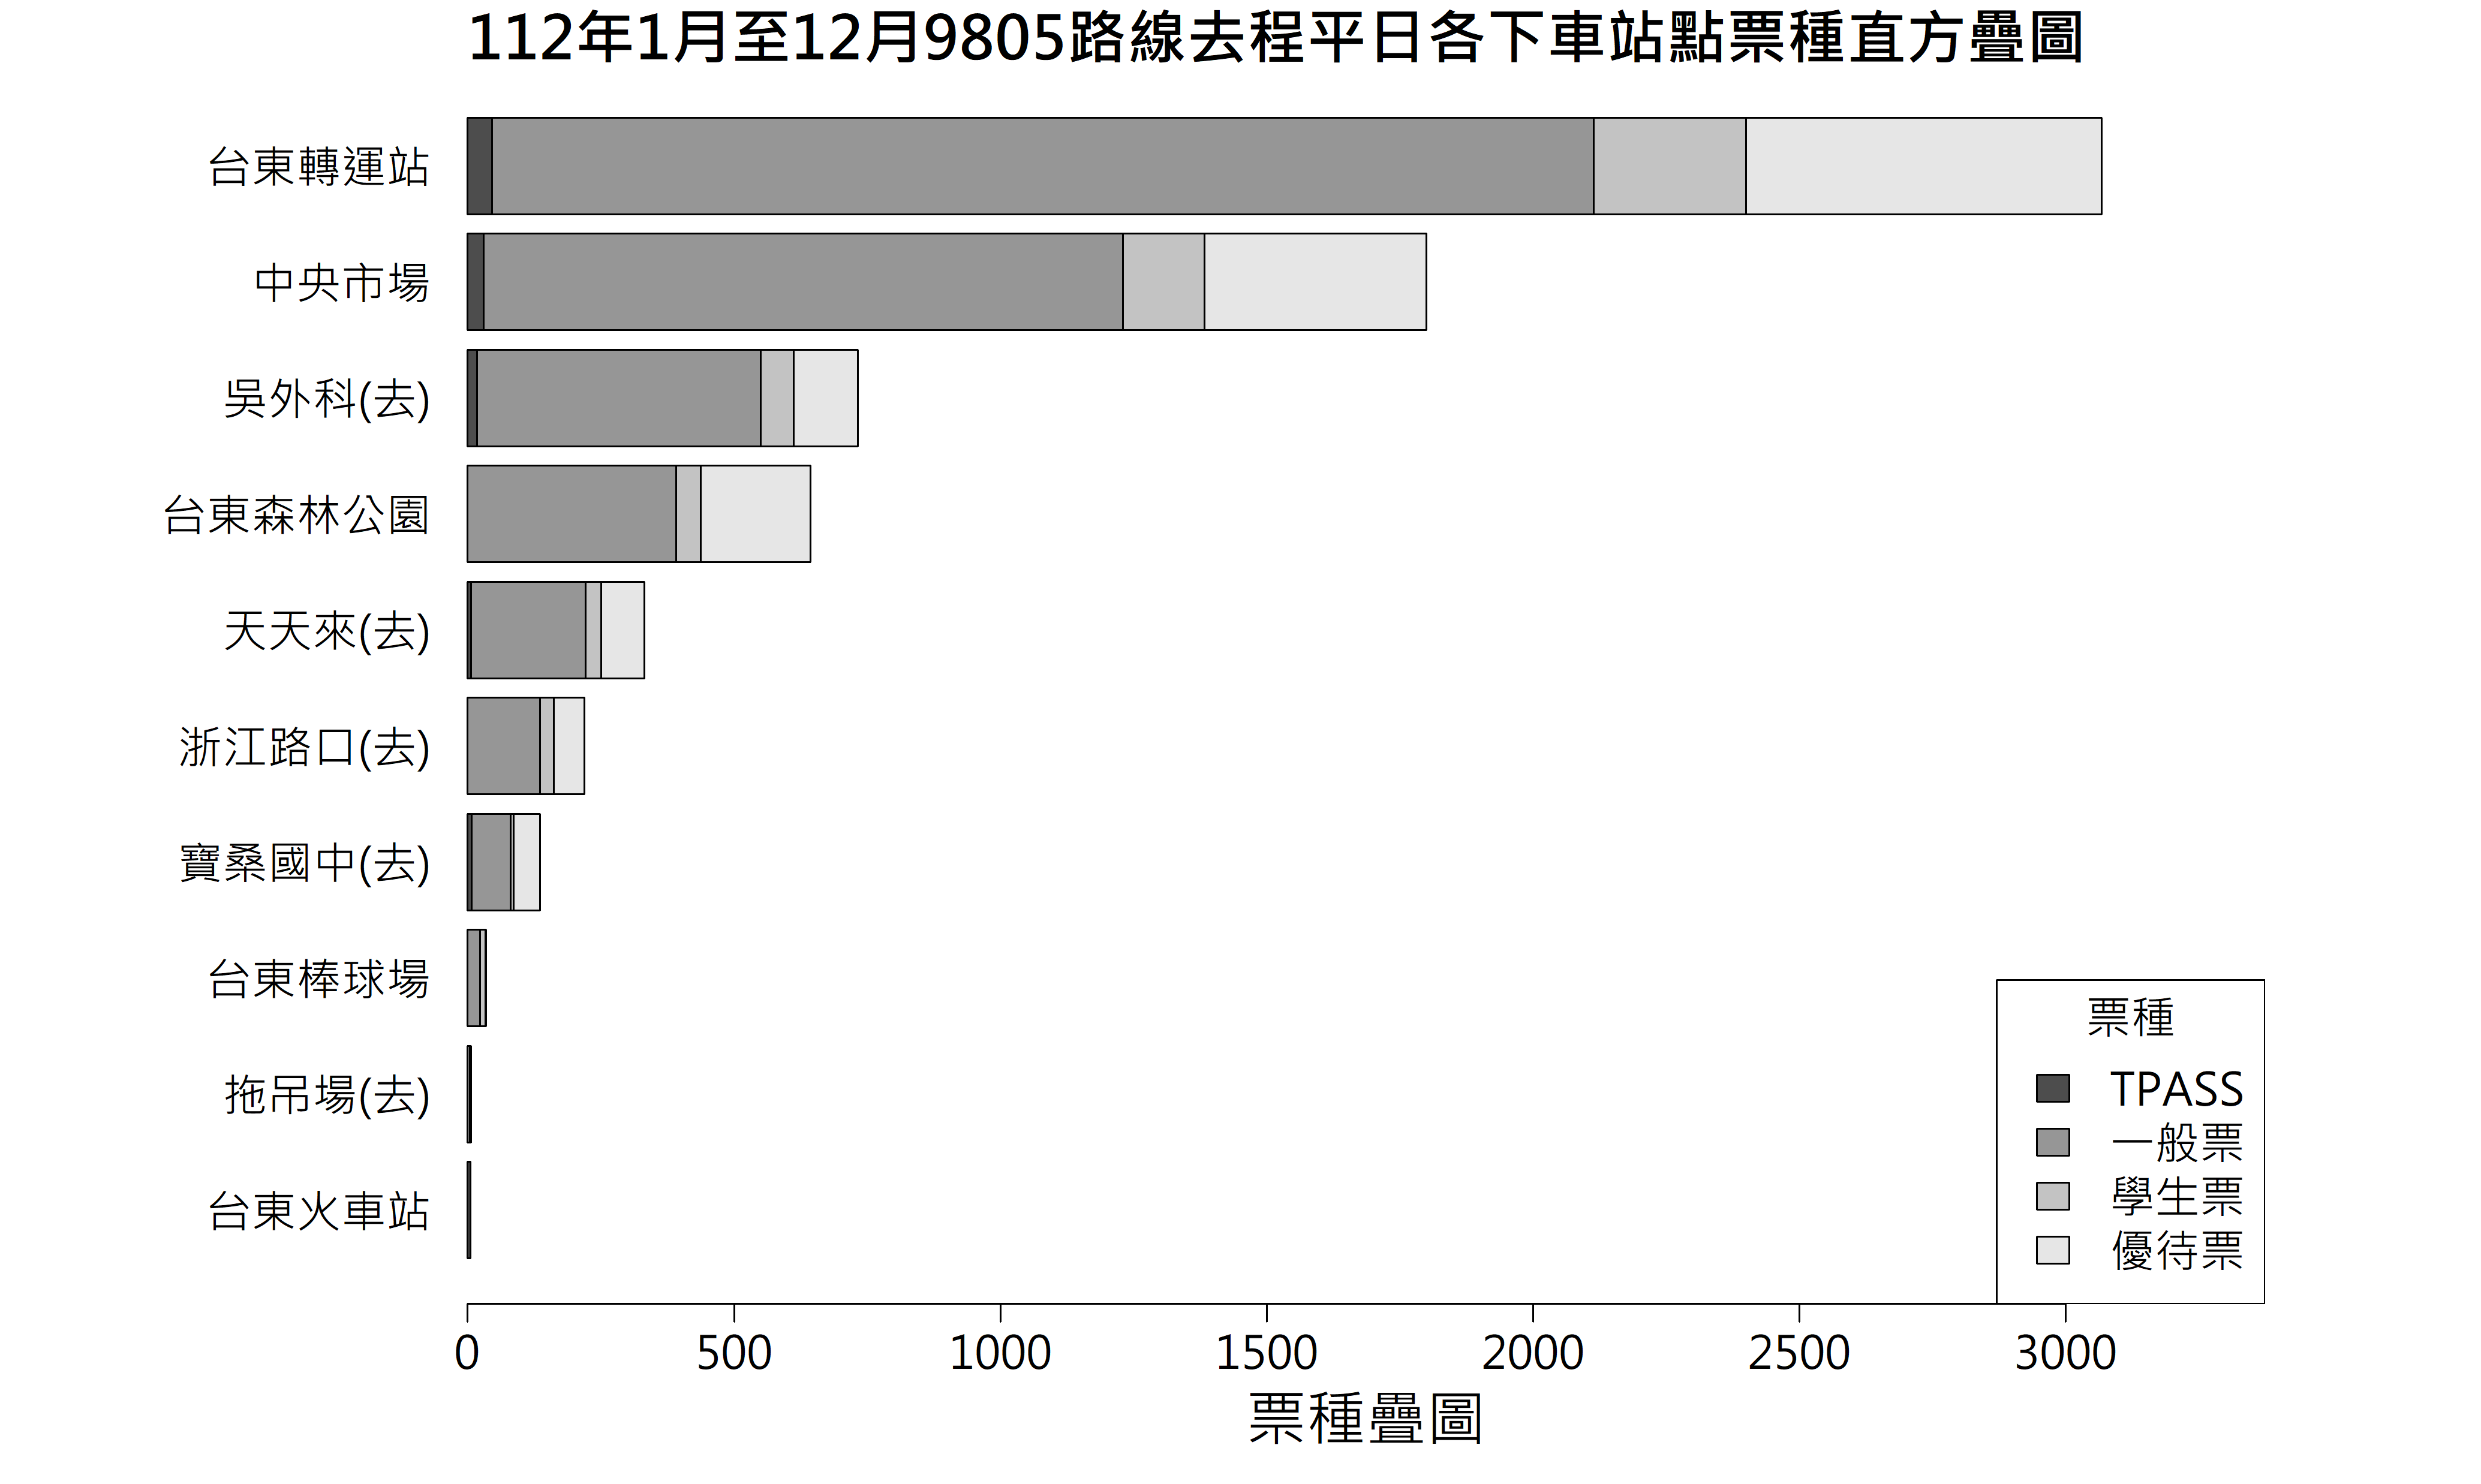 112年1月至12月9805路線去程平日各下車站點票種直方疊圖
台東轉運站
中央市場
吳外科(去)
台東森林公園
天天來(去)
浙江路口(去)
寶桑國中(去)
台東棒球場
拖吊場(去)
台東火車站
票種
TPASS
一般票
學生票
優待票
0 500 1000 1500 2000 2500 3000
票種疊圖